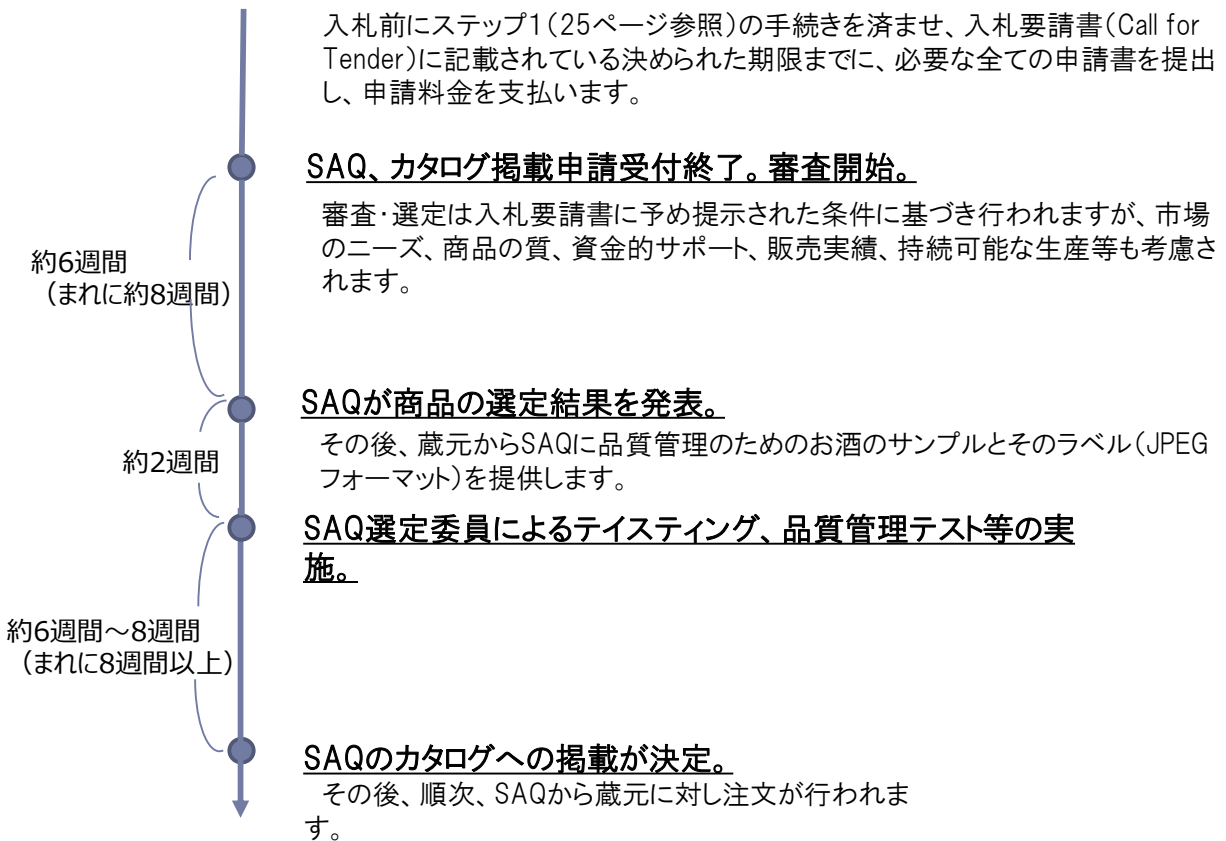 入札前にステップ1(25ページ参照)の手続きを済ませ、入札要請書(Call for
Tender)に記載されている決められた期限までに、必要な全ての申請書を提出
し、申請料金を支払います。
SAQ、カタログ掲載申請受付終了。審査開始。
審査・選定は入札要請書に予め提示された条件に基づき行われますが、市場
のニーズ、商品の質、資金的サポート、販売実績、持続可能な生産等も考慮さ
れます。
約6週間
(まれに約8週間)
SAQが商品の選定結果を発表。
その後、蔵元からSAQに品質管理のためのお酒のサンプルとそのラベル(JPEG
フォーマット)を提供します。
約2週間
SAQ選定委員によるテイスティング、品質管理テスト等の実
施。
約6週間～8週間
(まれに8週間以上)
SAQのカタログへの掲載が決定。
その後、順次、SAQから蔵元に対し注文が行われま
す。